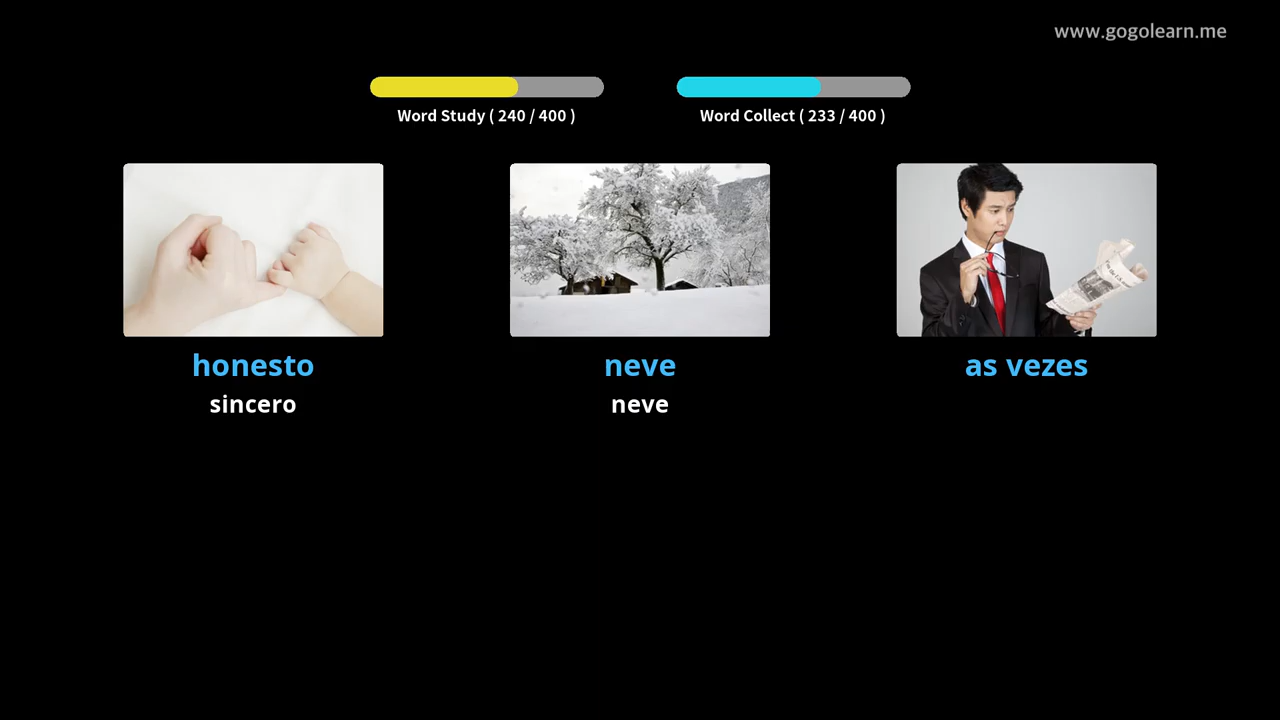 www.gogolearn.me
Word Study ( 240 / 400 )
Word Collect ( 233 / 400 )
honesto
sincero
neve
neve
as vezes